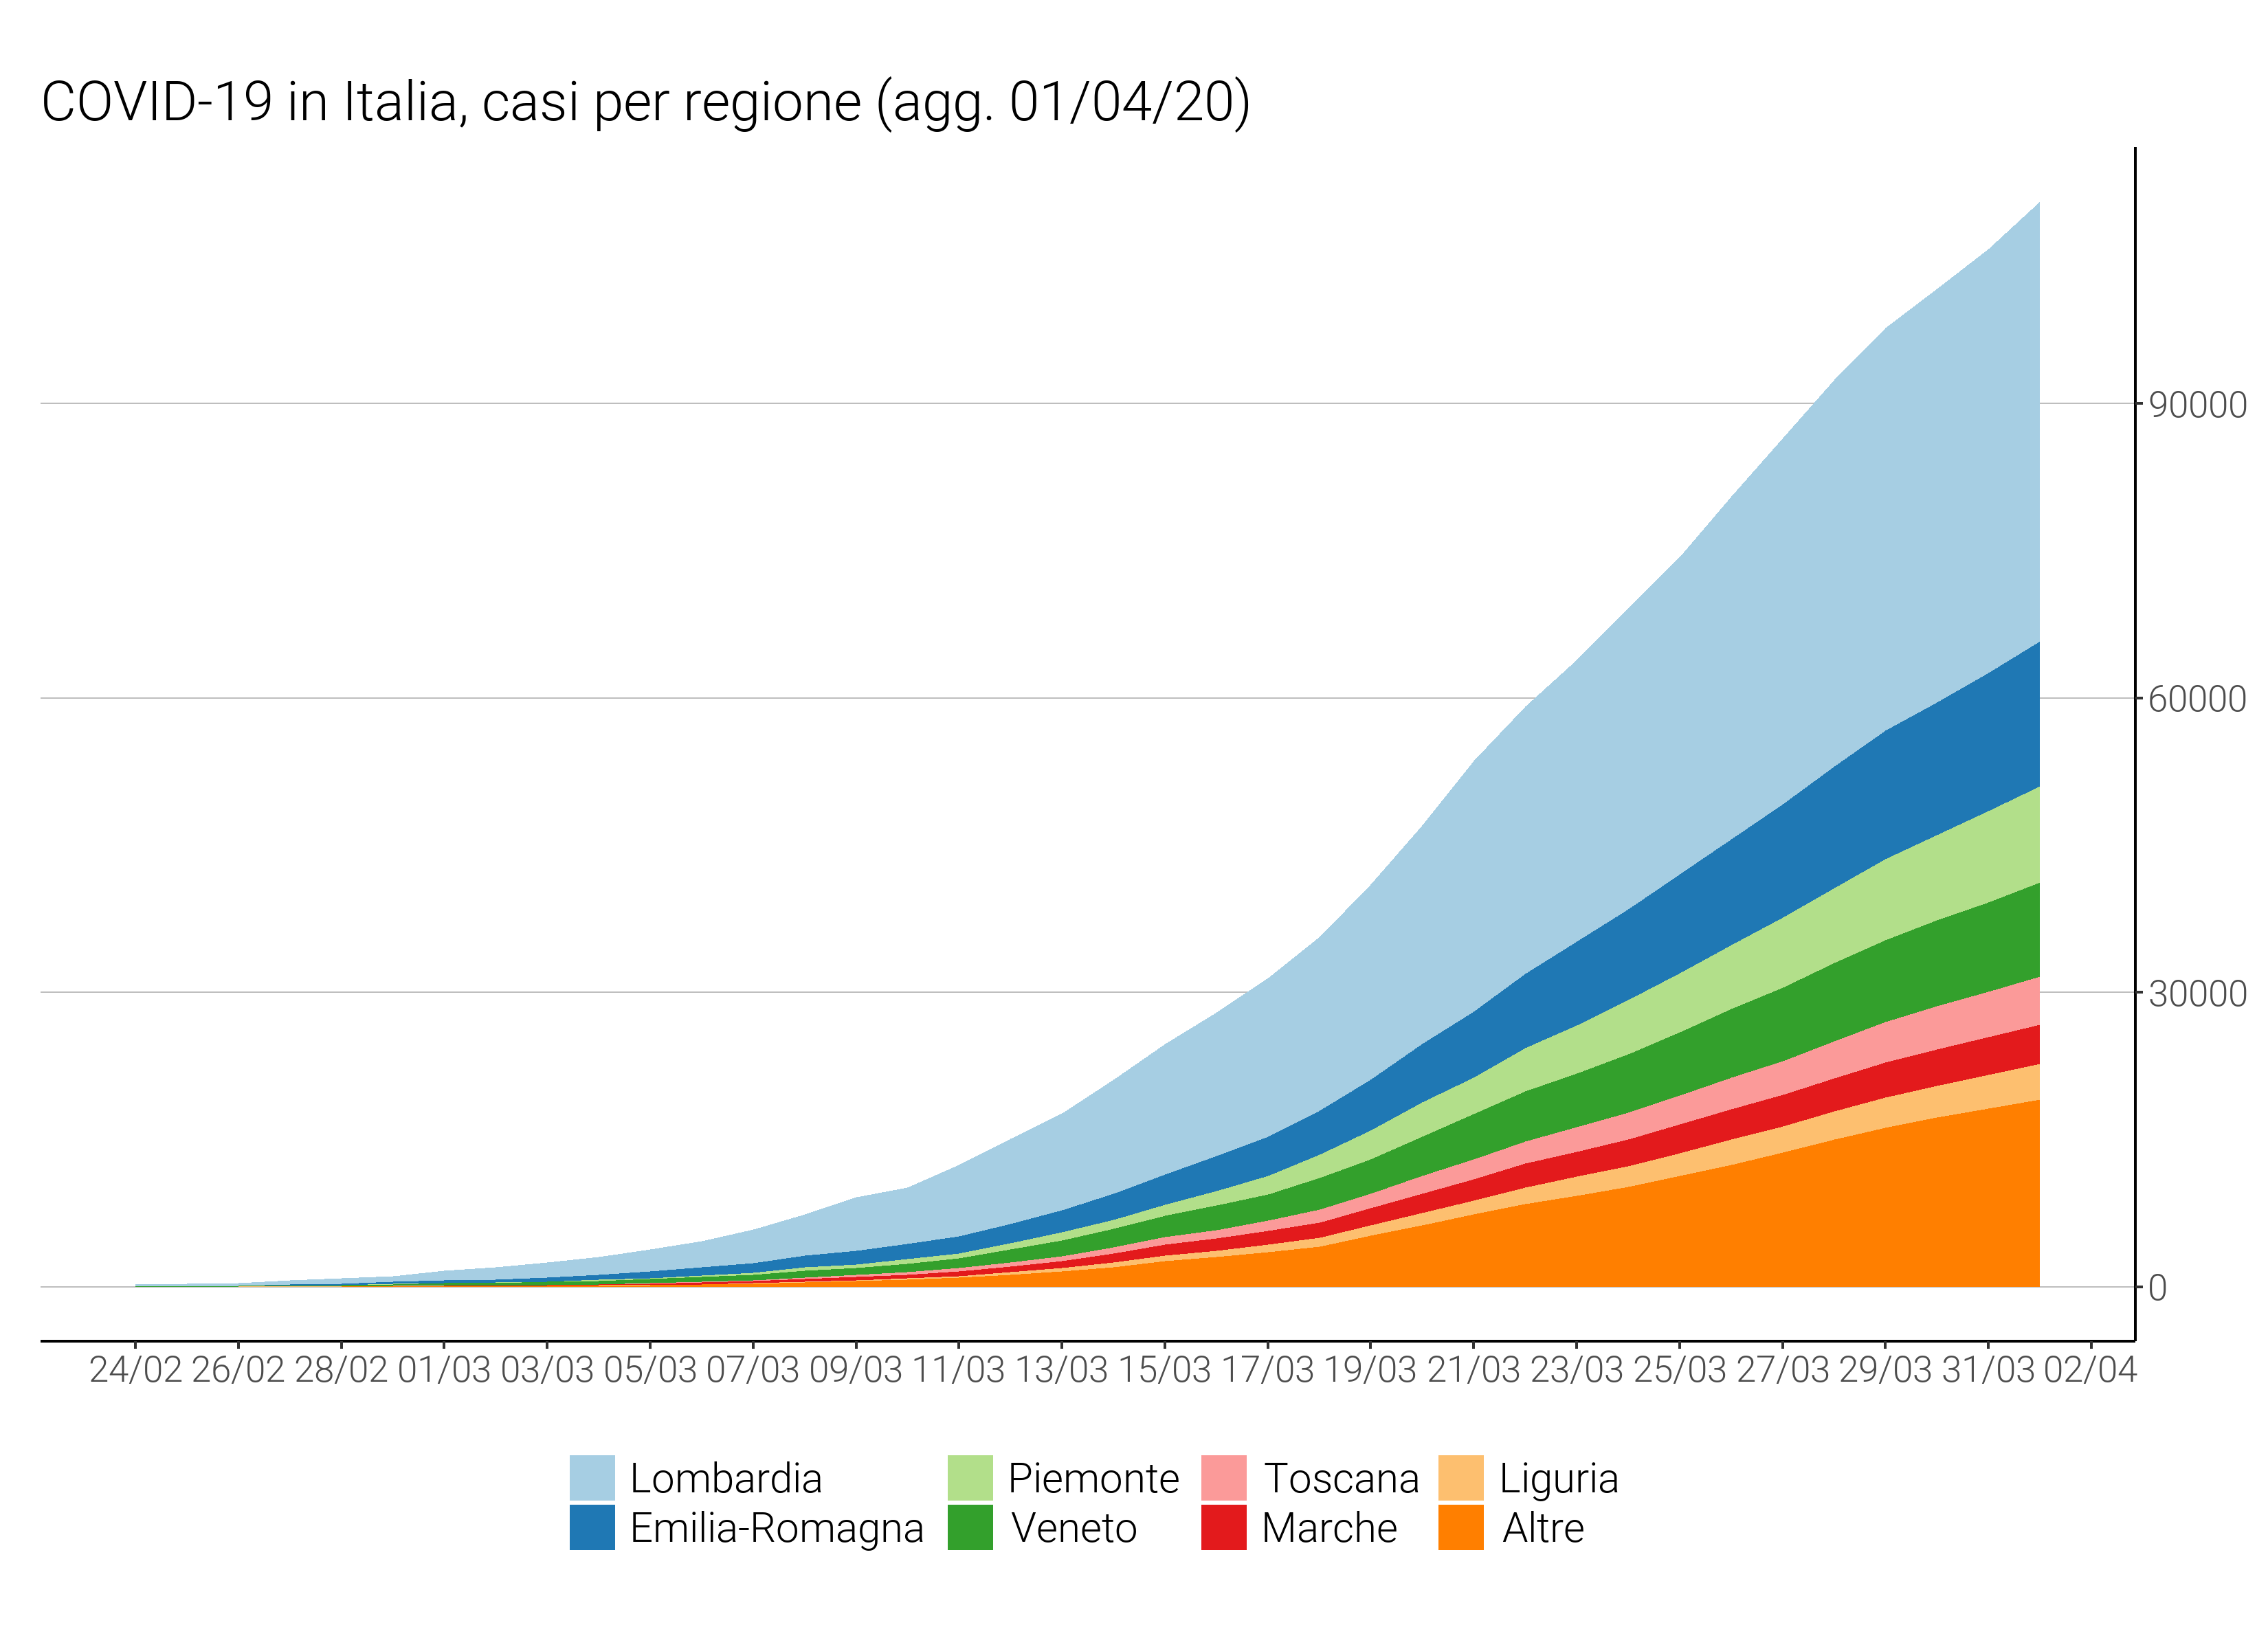 COVID-19 in Italia, casi per regione (agg. 01/04/20)
90000
60000
30000
0
24/02 26/02 28/02 01/03 03/03 05/03 07/03 09/03 11/03 13/03 15/03 17/03 19/03 21/03 23/03 25/03 27/03 29/03 31/03 02/04
Lombardia Piemonte Toscana Liguria
Emilia-Romagna Veneto Marche Altre